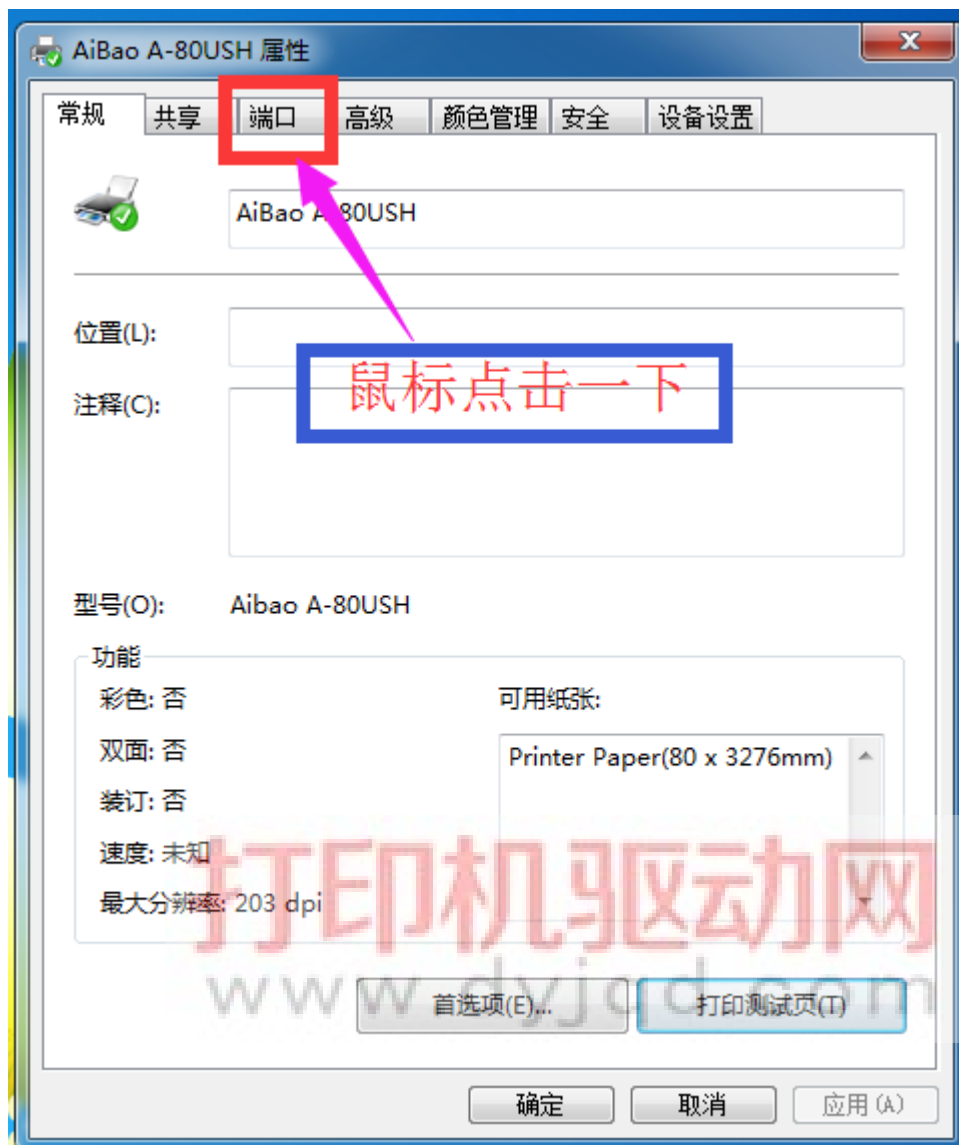 AiBao A-80USH 属性
常规 共享 端口 高级 颜色管理 安全 设备设置
AiBao A-80USH
位置(L):
鼠标点击一下
注释(C):
型号(O): Aibao A-80USH
功能
彩色: 否 可用纸张:
双面: 否 Printer Paper(80 x 3276mm)
装订: 否
速度: 未知
最大分辨率: 203 dpi
打印机驱动网
www.dyjqd.com
首选项(E)... 打印测试页(T)
确定 取消 应用(A)